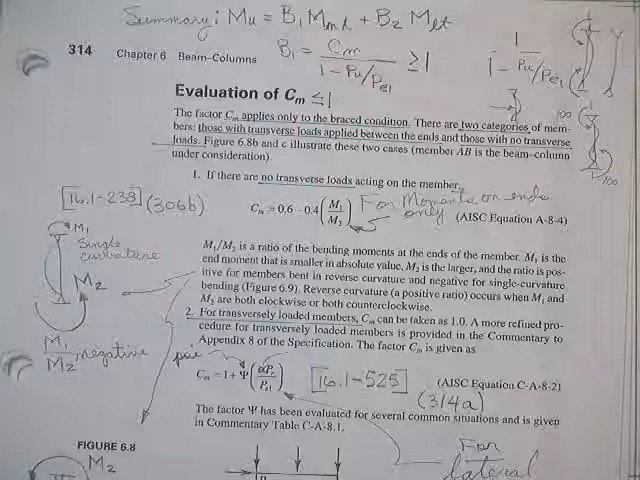 Summary: Mu = B1 Mnt + B2 Mlt
314 Chapter 6 Beam-Columns
B1 = Cm / (1 - Pu/Pe1) ≥ 1
1 / (1 - Pu/Pe1)
Evaluation of Cm ≤ 1
100
The factor Cm applies only to the braced condition. There are two categories of mem-
bers: those with transverse loads applied between the ends and those with no transverse
loads. Figure 6.8b and c illustrate these two cases (member AB is the beam-column
under consideration).
100
1. If there are no transverse loads acting on the member,
[16.1-238] (306b)
Cm = 0.6 – 0.4(M1/M2)
For Moments on ends
only
(AISC Equation A-8-4)
M1
Single
curvature
M2
M1/M2 is a ratio of the bending moments at the ends of the member. M1 is the
end moment that is smaller in absolute value, M2 is the larger, and the ratio is pos-
itive for members bent in reverse curvature and negative for single-curvature
bending (Figure 6.9). Reverse curvature (a positive ratio) occurs when M1 and
M2 are both clockwise or both counterclockwise.
2. For transversely loaded members, Cm can be taken as 1.0. A more refined pro-
cedure for transversely loaded members is provided in the Commentary to
Appendix 8 of the Specification. The factor Cm is given as
M1/M2 negative
Cm = 1 + Ψ(αPr/Pe1)
[16.1-525]
(AISC Equation C-A-8-2)
(314a)
The factor Ψ has been evaluated for several common situations and is given
in Commentary Table C-A-8.1.
FIGURE 6.8
M2
For
lateral